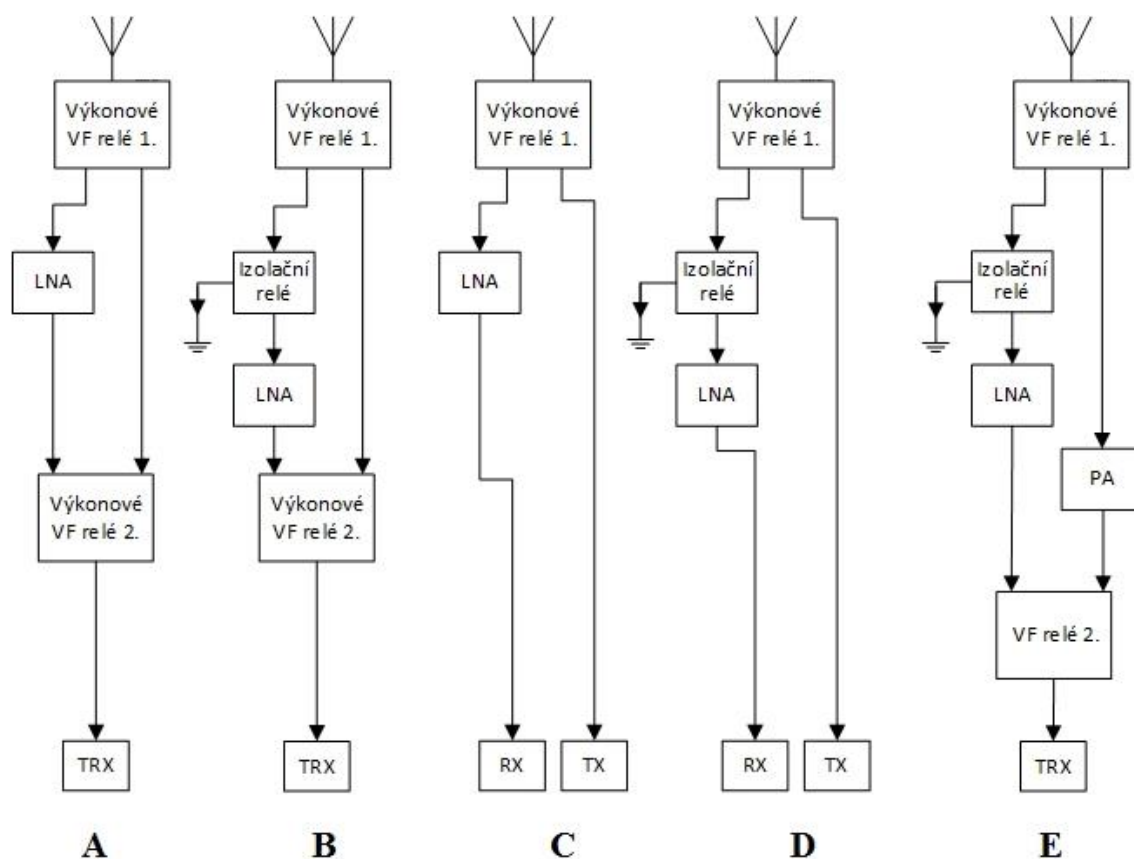 Výkonové
VF relé 1.
LNA
Výkonové
VF relé 2.
TRX
A
Výkonové
VF relé 1.
Izolační
relé
LNA
Výkonové
VF relé 2.
TRX
B
Výkonové
VF relé 1.
LNA
RX
TX
C
Výkonové
VF relé 1.
Izolační
relé
LNA
RX
TX
D
Výkonové
VF relé 1.
Izolační
relé
LNA
PA
VF relé 2.
TRX
E